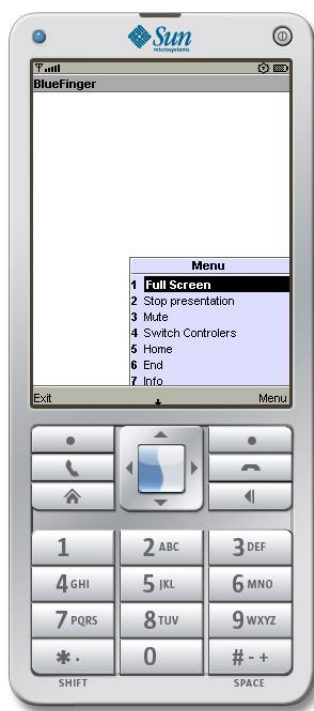 Sun
microsystems
BlueFinger
Menu
1 Full Screen
2 Stop presentation
3 Mute
4 Switch Controlers
5 Home
6 End
7 Info
Exit Menu
1 2 ABC 3 DEF
4 GHI 5 JKL 6 MNO
7 PQRS 8 TUV 9 WXYZ
* . 0 # - +
SHIFT SPACE